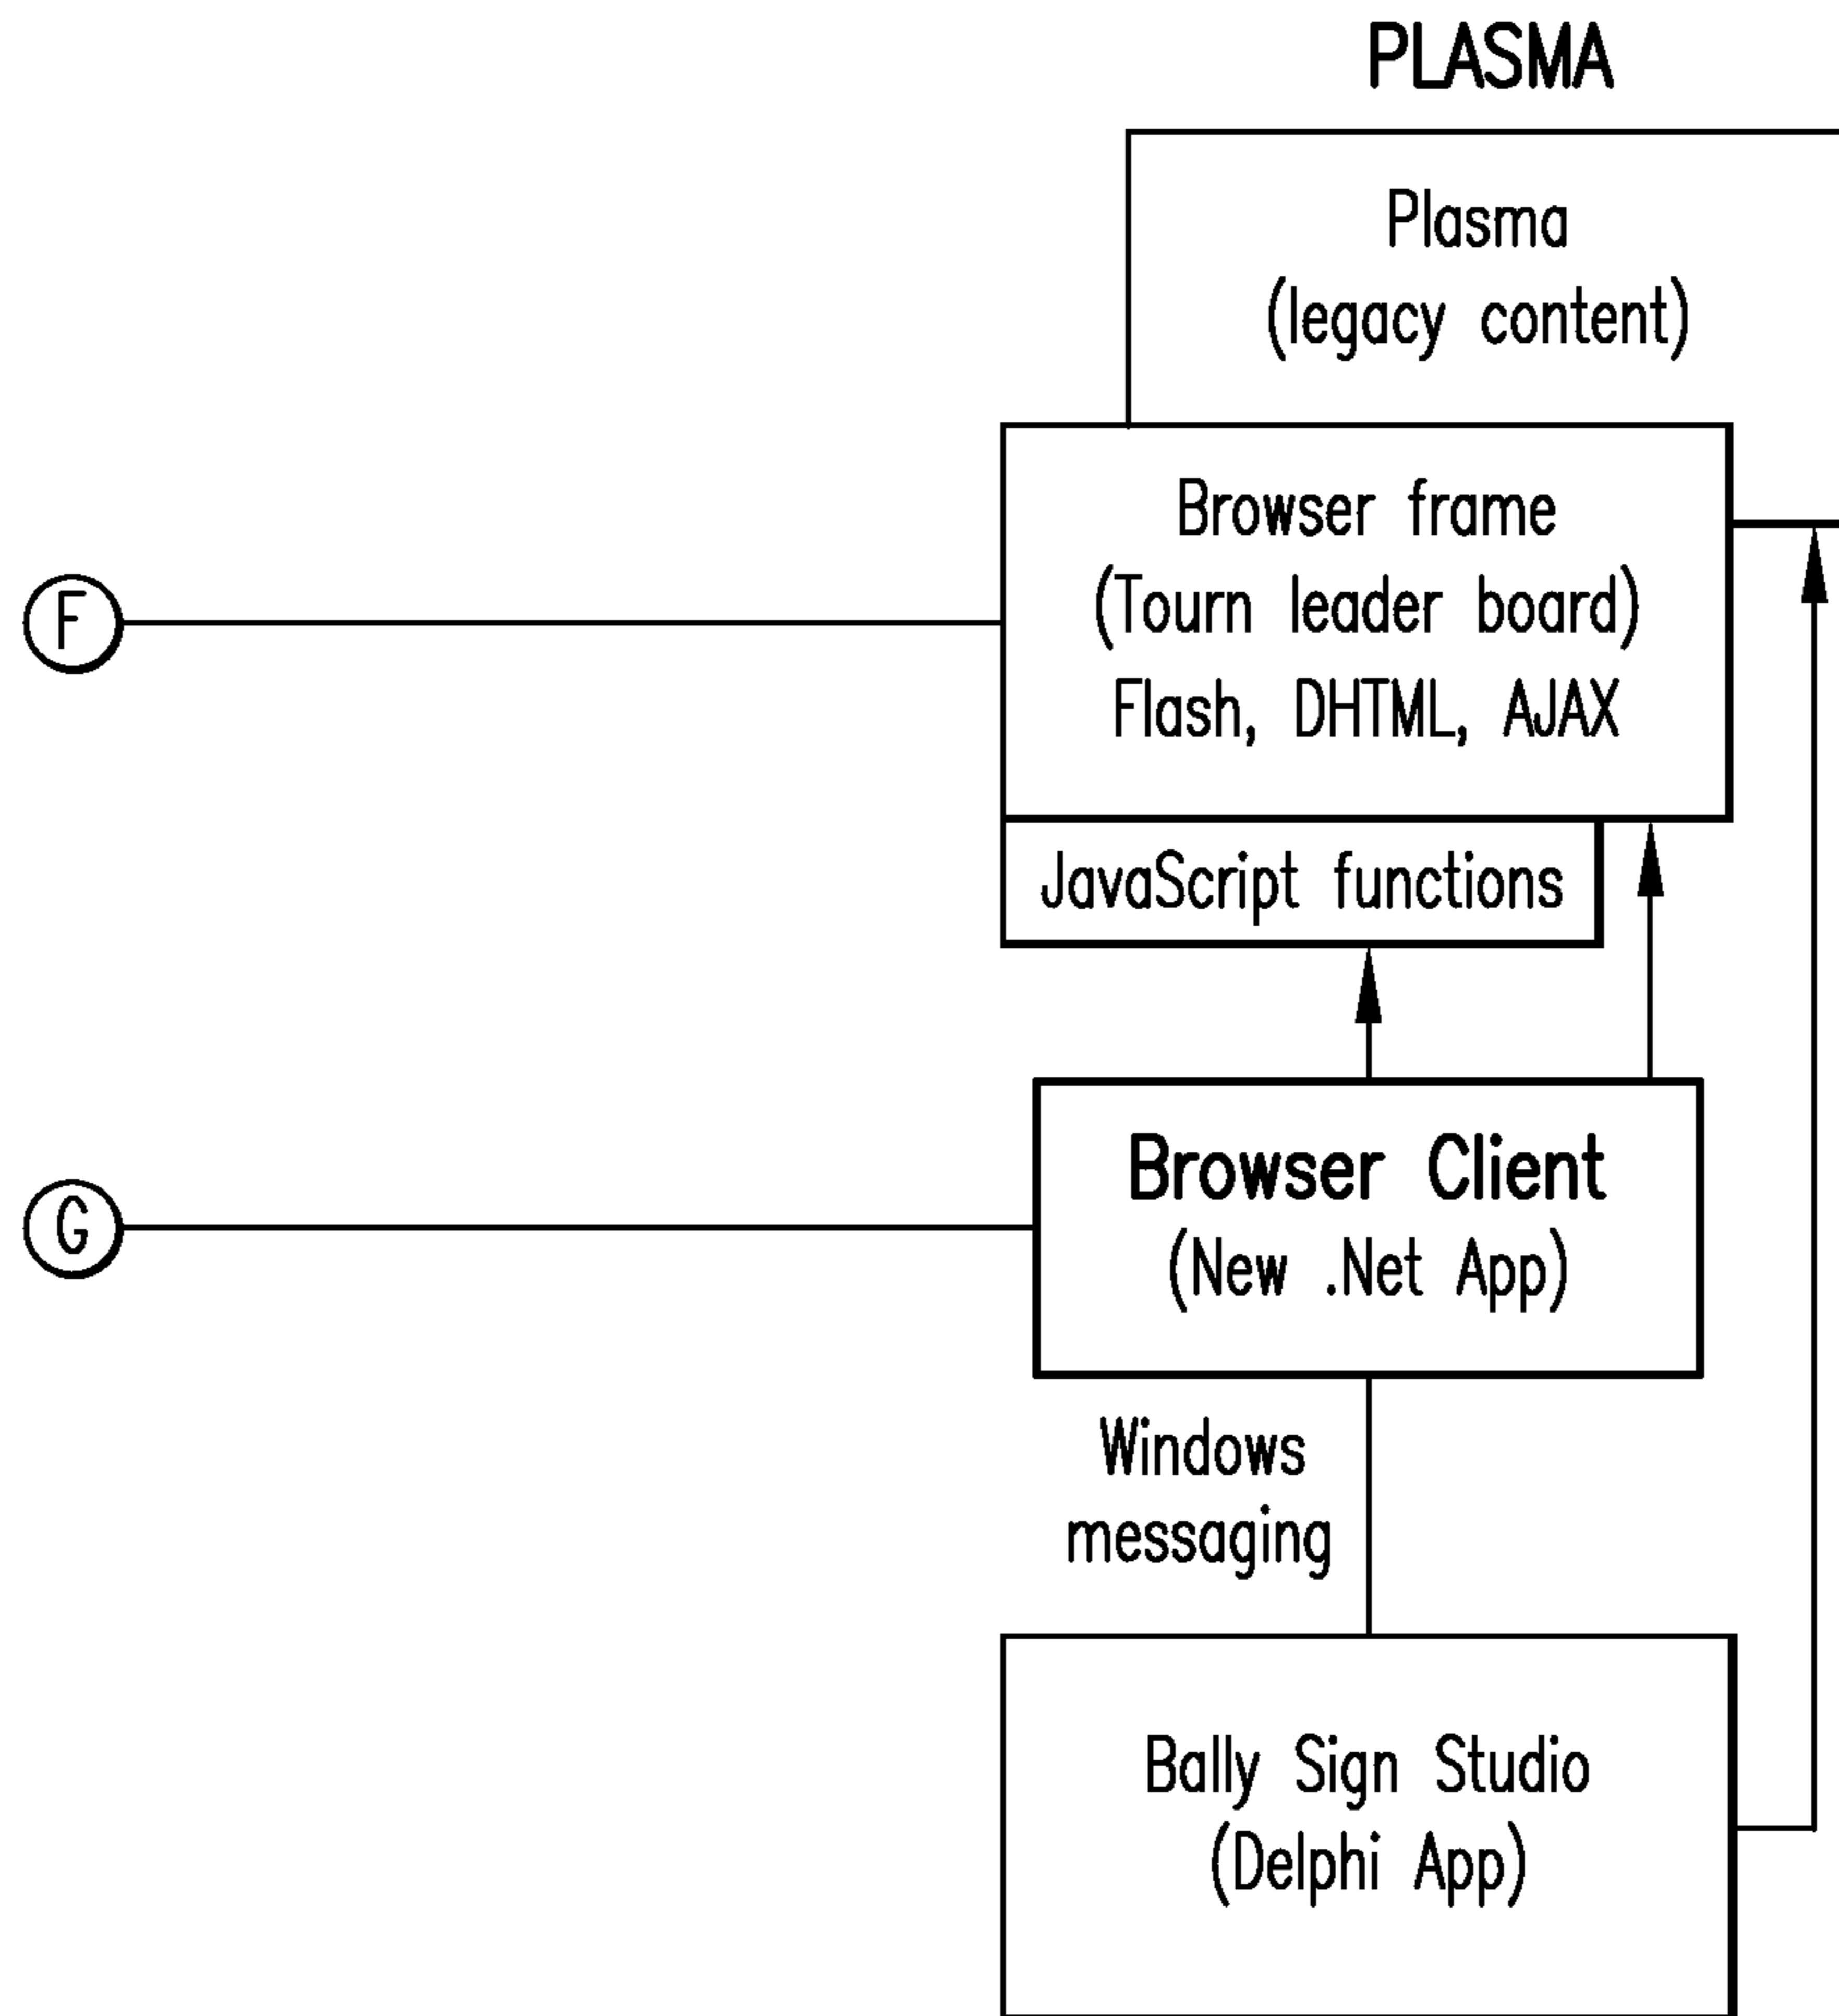 PLASMA
Plasma
(legacy content)
Browser frame
(Tourn leader board)
Flash, DHTML, AJAX
F
JavaScript functions
Browser Client
(New .Net App)
G
Windows
messaging
Bally Sign Studio
(Delphi App)